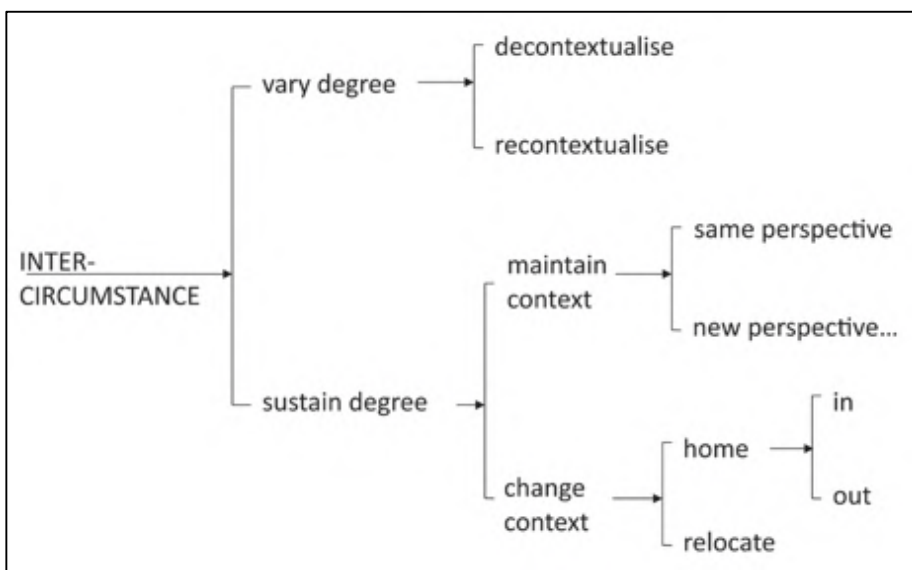 decontextualise
vary degree
recontextualise
same perspective
INTER-
CIRCUMSTANCE
maintain
context
new perspective...
in
sustain degree
home
change
context
out
relocate